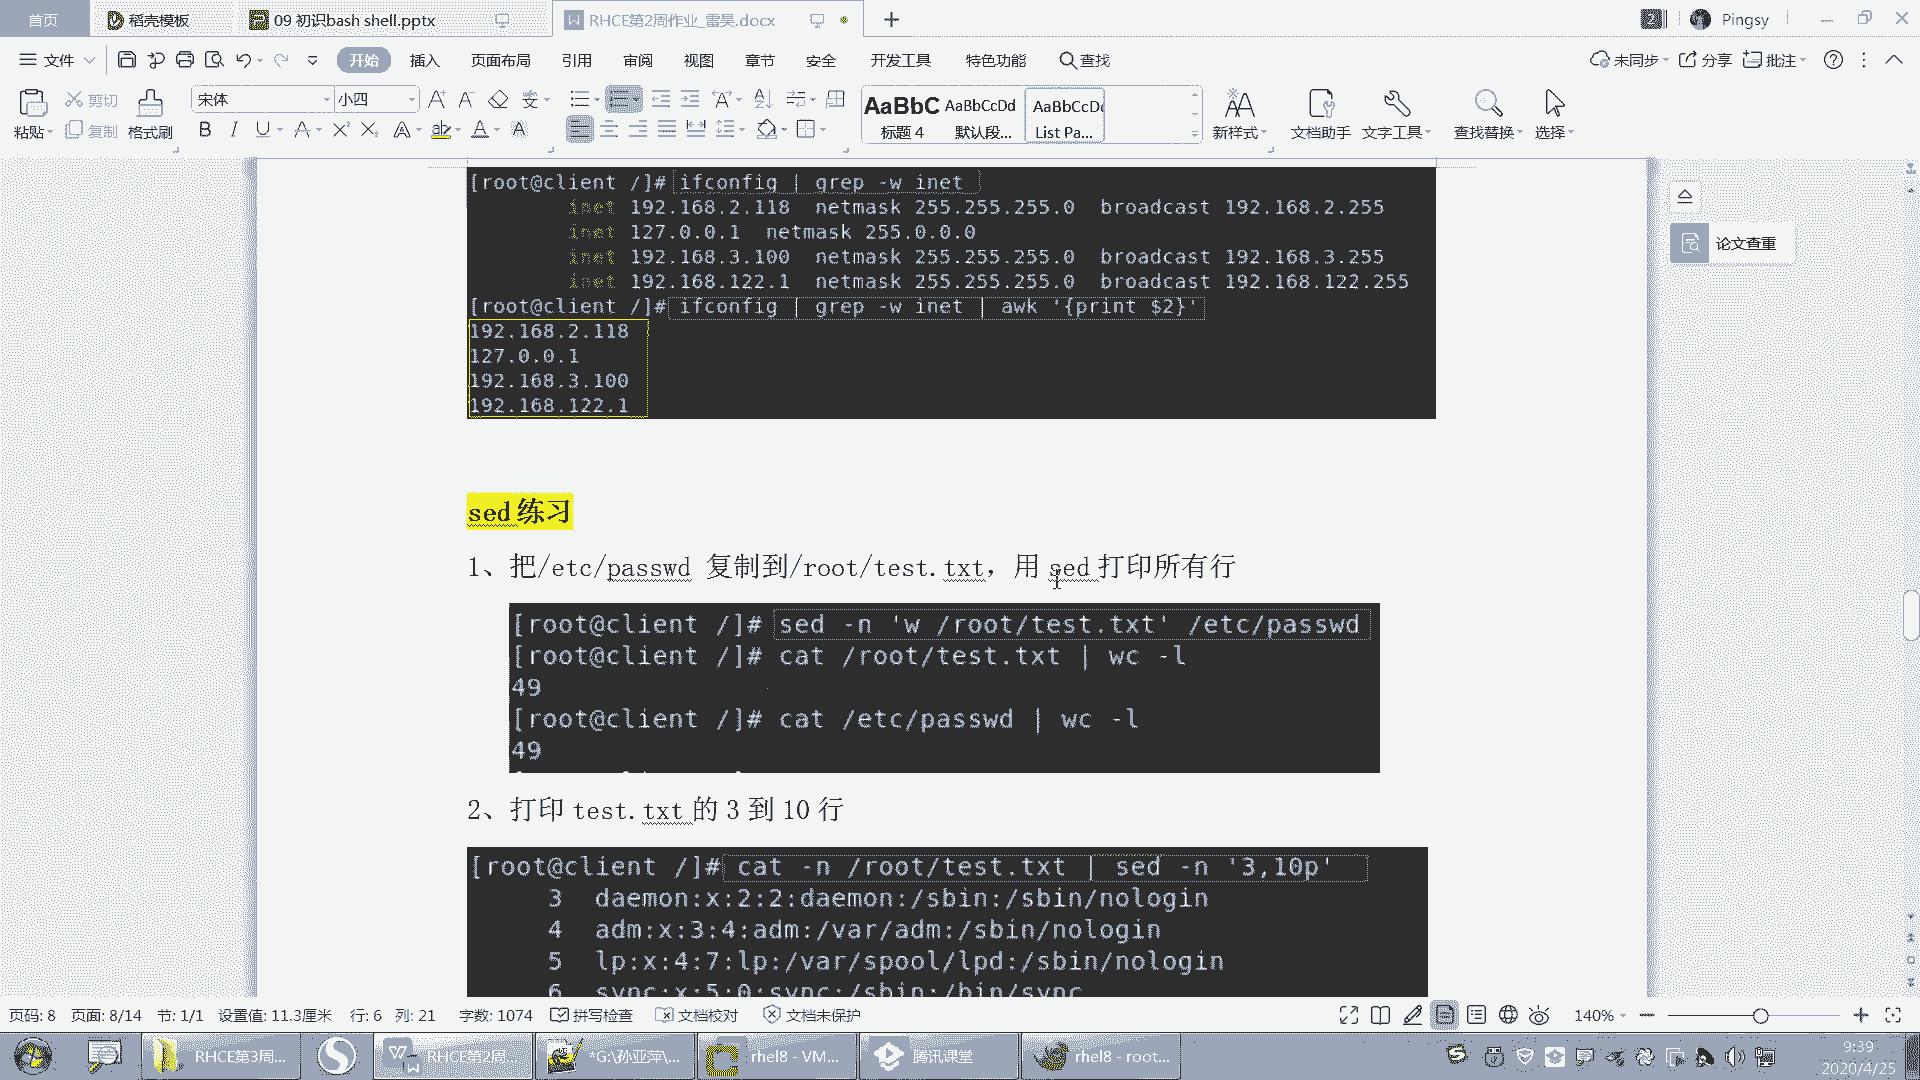 首页
稻壳模板
09 初识bash shell.pptx
RHCE第2周作业_雷昊.docx
2
Pingsy
文件
开始
插入
页面布局
引用
审阅
视图
章节
安全
开发工具
特色功能
查找
未同步
分享
批注
粘贴
剪切
复制
格式刷
宋体
小四
AaBbC
标题 4
AaBbCcDd
默认段...
AaBbCcD
List Pa...
新样式
文档助手
文字工具
查找替换
选择
论文查重
[root@client /]# ifconfig | grep -w inet
inet 192.168.2.118 netmask 255.255.255.0 broadcast 192.168.2.255
inet 127.0.0.1 netmask 255.0.0.0
inet 192.168.3.100 netmask 255.255.255.0 broadcast 192.168.3.255
inet 192.168.122.1 netmask 255.255.255.0 broadcast 192.168.122.255
[root@client /]# ifconfig | grep -w inet | awk '{print $2}'
192.168.2.118
127.0.0.1
192.168.3.100
192.168.122.1
sed 练习
1、把/etc/passwd 复制到/root/test.txt，用 sed 打印所有行
[root@client /]# sed -n 'w /root/test.txt' /etc/passwd
[root@client /]# cat /root/test.txt | wc -l
49
[root@client /]# cat /etc/passwd | wc -l
49
2、打印 test.txt 的 3 到 10 行
[root@client /]# cat -n /root/test.txt | sed -n '3,10p'
3 daemon:x:2:2:daemon:/sbin:/sbin/nologin
4 adm:x:3:4:adm:/var/adm:/sbin/nologin
5 lp:x:4:7:lp:/var/spool/lpd:/sbin/nologin
6 sync:x:5:0:sync:/sbin:/bin/sync
页码: 8 页面: 8/14 节: 1/1 设置值: 11.3厘米 行: 6 列: 21 字数: 1074 拼写检查 文档校对 文档未保护
140%
RHCE第3周...
RHCE第2周...
*G:\孙亚萍\...
rhel8 - VM...
腾讯课堂
rhel8 - root...
9:39
2020/4/25